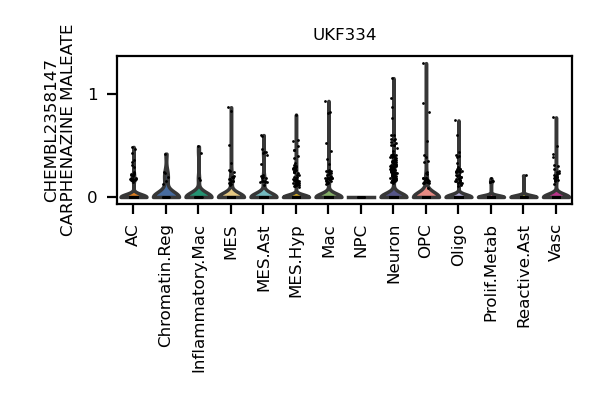 UKF334
CHEMBL2358147
CARPHENAZINE MALEATE
1
0
AC
Chromatin.Reg
Inflammatory.Mac
MES
MES.Ast
MES.Hyp
Mac
NPC
Neuron
OPC
Oligo
Prolif.Metab
Reactive.Ast
Vasc